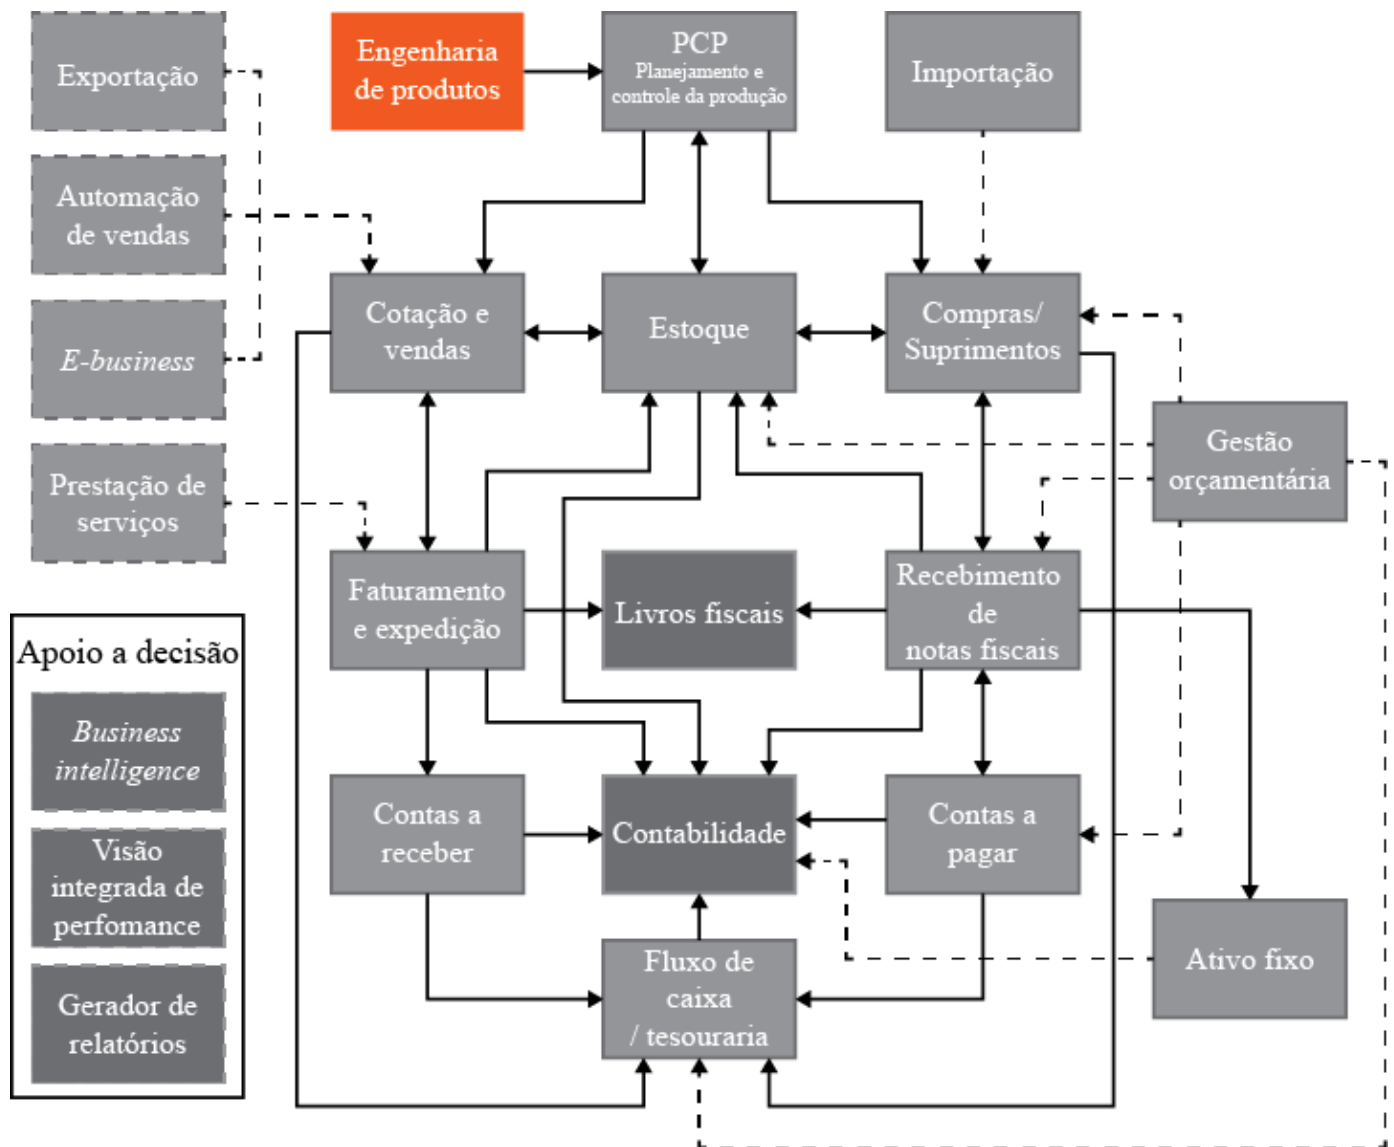 Exportação
Engenharia
de produtos
PCP
Planejamento e
controle da produção
Importação
Automação
de vendas
E-business
Cotação e
vendas
Estoque
Compras/
Suprimentos
Prestação de
serviços
Gestão
orçamentária
Faturamento
e expedição
Livros fiscais
Recebimento
de
notas fiscais
Apoio a decisão
Business
intelligence
Visão
integrada de
perfomance
Gerador de
relatórios
Contas a
receber
Contabilidade
Contas a
pagar
Fluxo de
caixa
/ tesouraria
Ativo fixo